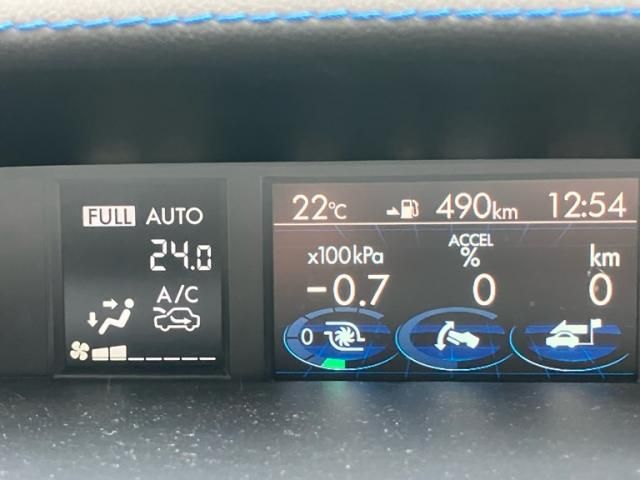 FULL AUTO
24.0
A/C
22°C 490km 12:54
x100kPa ACCEL % km
-0.7 0 0
0